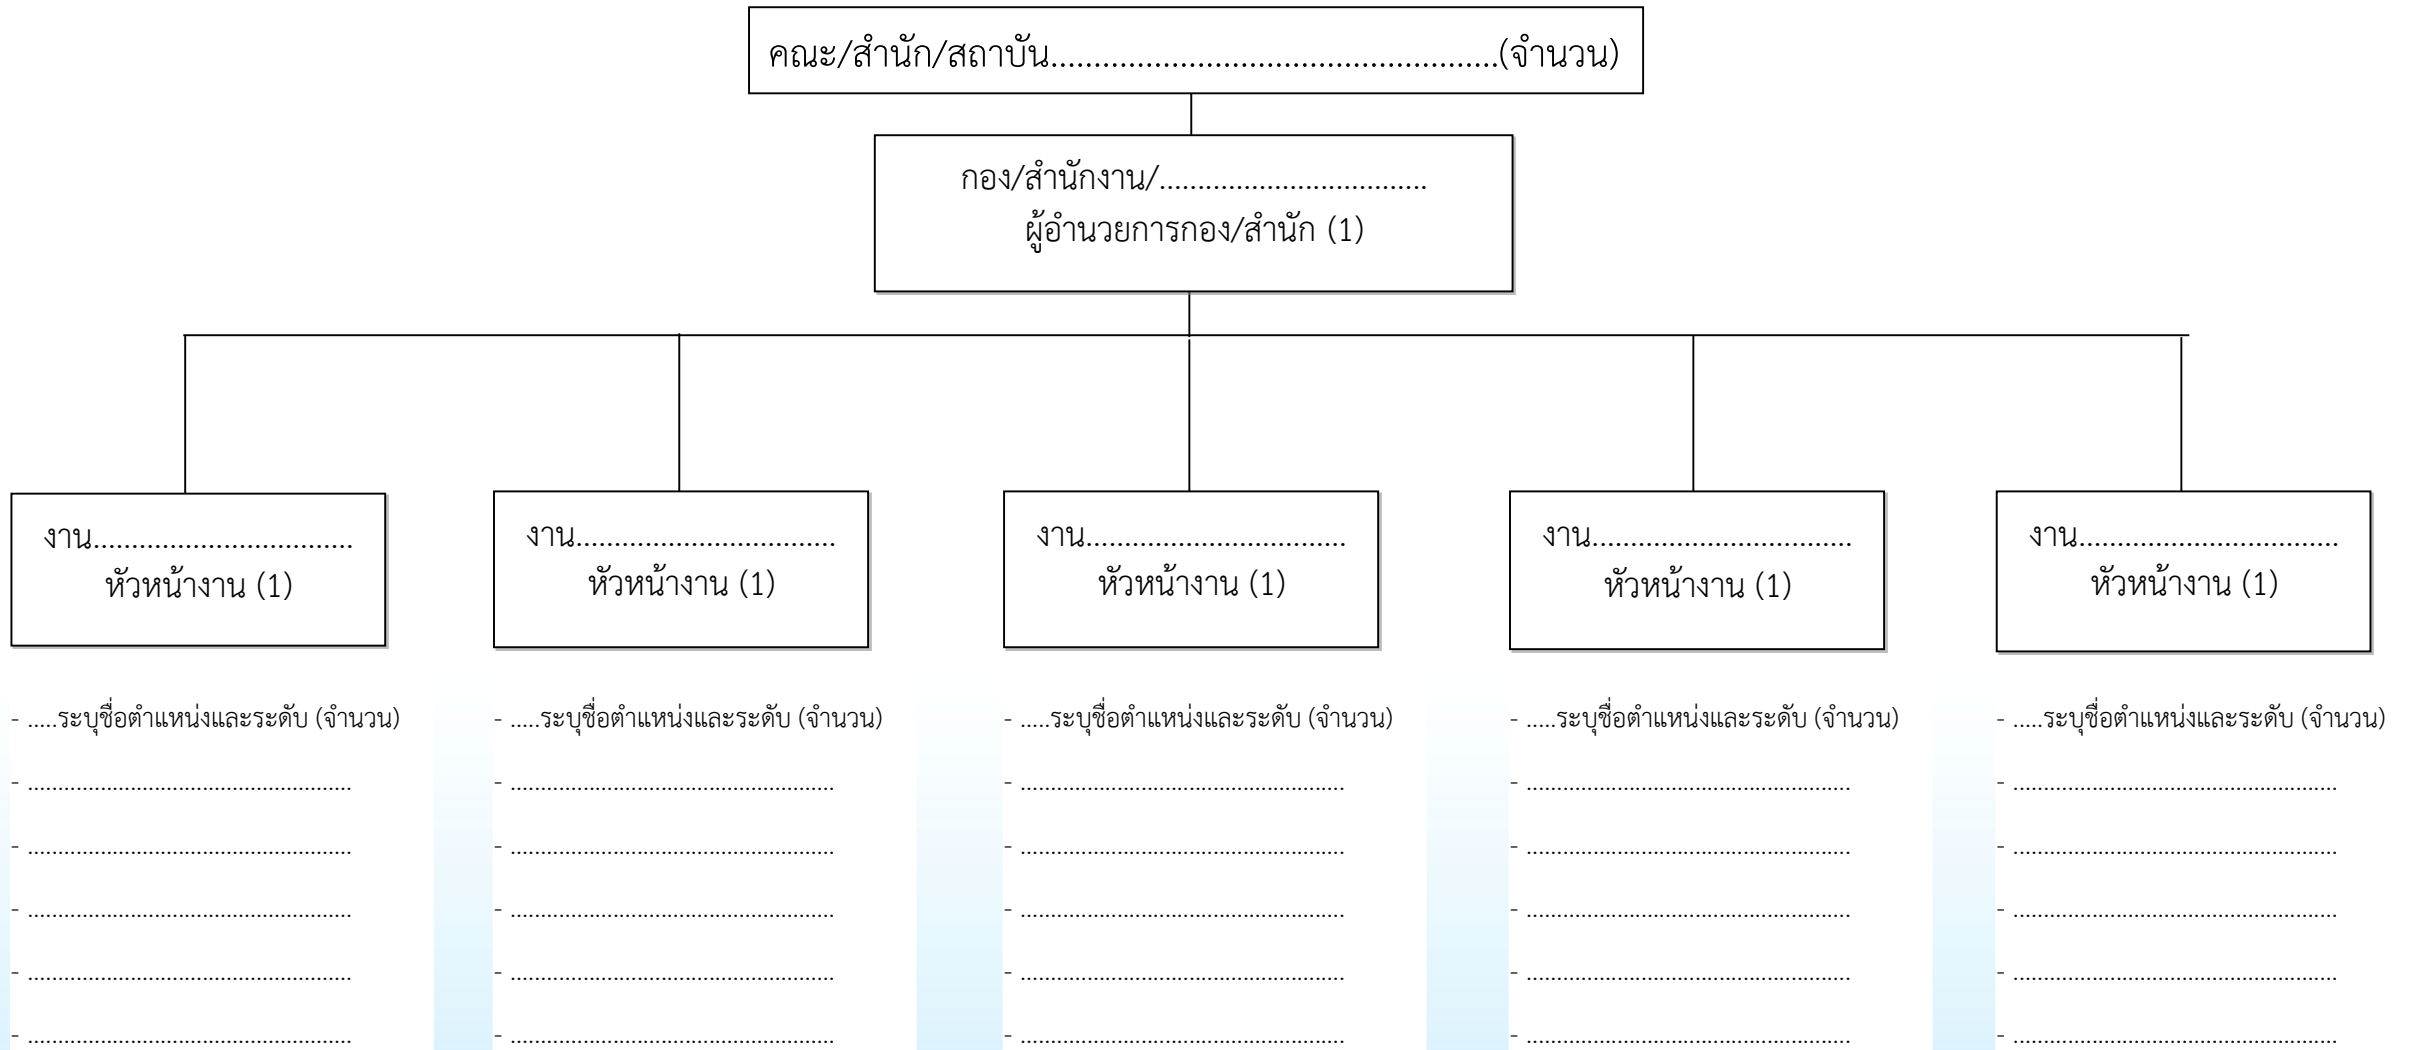 คณะ/สำนัก/สถาบัน....................................................(จำนวน)
กอง/สำนักงาน/...................................
ผู้อำนวยการกอง/สำนัก (1)
งาน..................................
หัวหน้างาน (1)
- .....ระบุชื่อตำแหน่งและระดับ (จำนวน)
- ......................................................
- ......................................................
- ......................................................
- ......................................................
- ......................................................
งาน..................................
หัวหน้างาน (1)
- .....ระบุชื่อตำแหน่งและระดับ (จำนวน)
- ......................................................
- ......................................................
- ......................................................
- ......................................................
- ......................................................
งาน..................................
หัวหน้างาน (1)
- .....ระบุชื่อตำแหน่งและระดับ (จำนวน)
- ......................................................
- ......................................................
- ......................................................
- ......................................................
- ......................................................
งาน..................................
หัวหน้างาน (1)
- .....ระบุชื่อตำแหน่งและระดับ (จำนวน)
- ......................................................
- ......................................................
- ......................................................
- ......................................................
- ......................................................
งาน..................................
หัวหน้างาน (1)
- .....ระบุชื่อตำแหน่งและระดับ (จำนวน)
- ......................................................
- ......................................................
- ......................................................
- ......................................................
- ......................................................